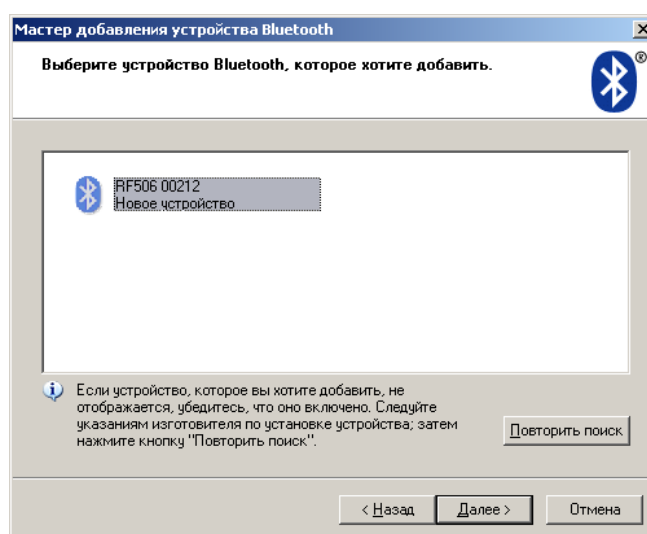 Мастер добавления устройства Bluetooth
Выберите устройство Bluetooth, которое хотите добавить.
®
RF506 00212
Новое устройство
Если устройство, которое вы хотите добавить, не
отображается, убедитесь, что оно включено. Следуйте
указаниям изготовителя по установке устройства; затем
нажмите кнопку "Повторить поиск".
Повторить поиск
< Назад
Далее >
Отмена